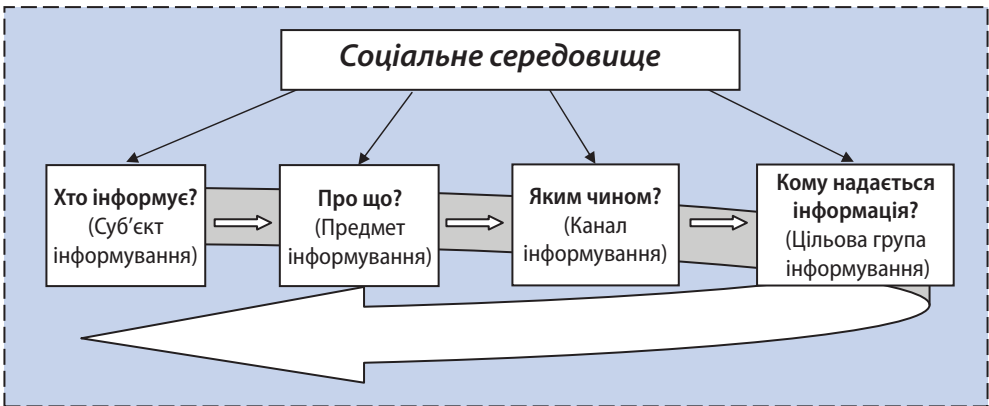 Соціальне середовище
Хто інформує?
(Суб’єкт
інформування)
Про що?
(Предмет
інформування)
Яким чином?
(Канал
інформування)
Кому надається
інформація?
(Цільова група
інформування)